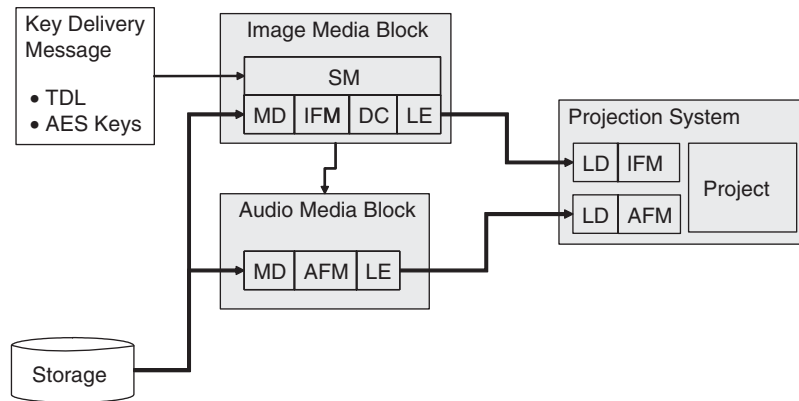 Key Delivery
Message
• TDL
• AES Keys
Image Media Block
SM
MD IFM DC LE
Audio Media Block
MD AFM LE
Projection System
LD IFM
Project
LD AFM
Storage